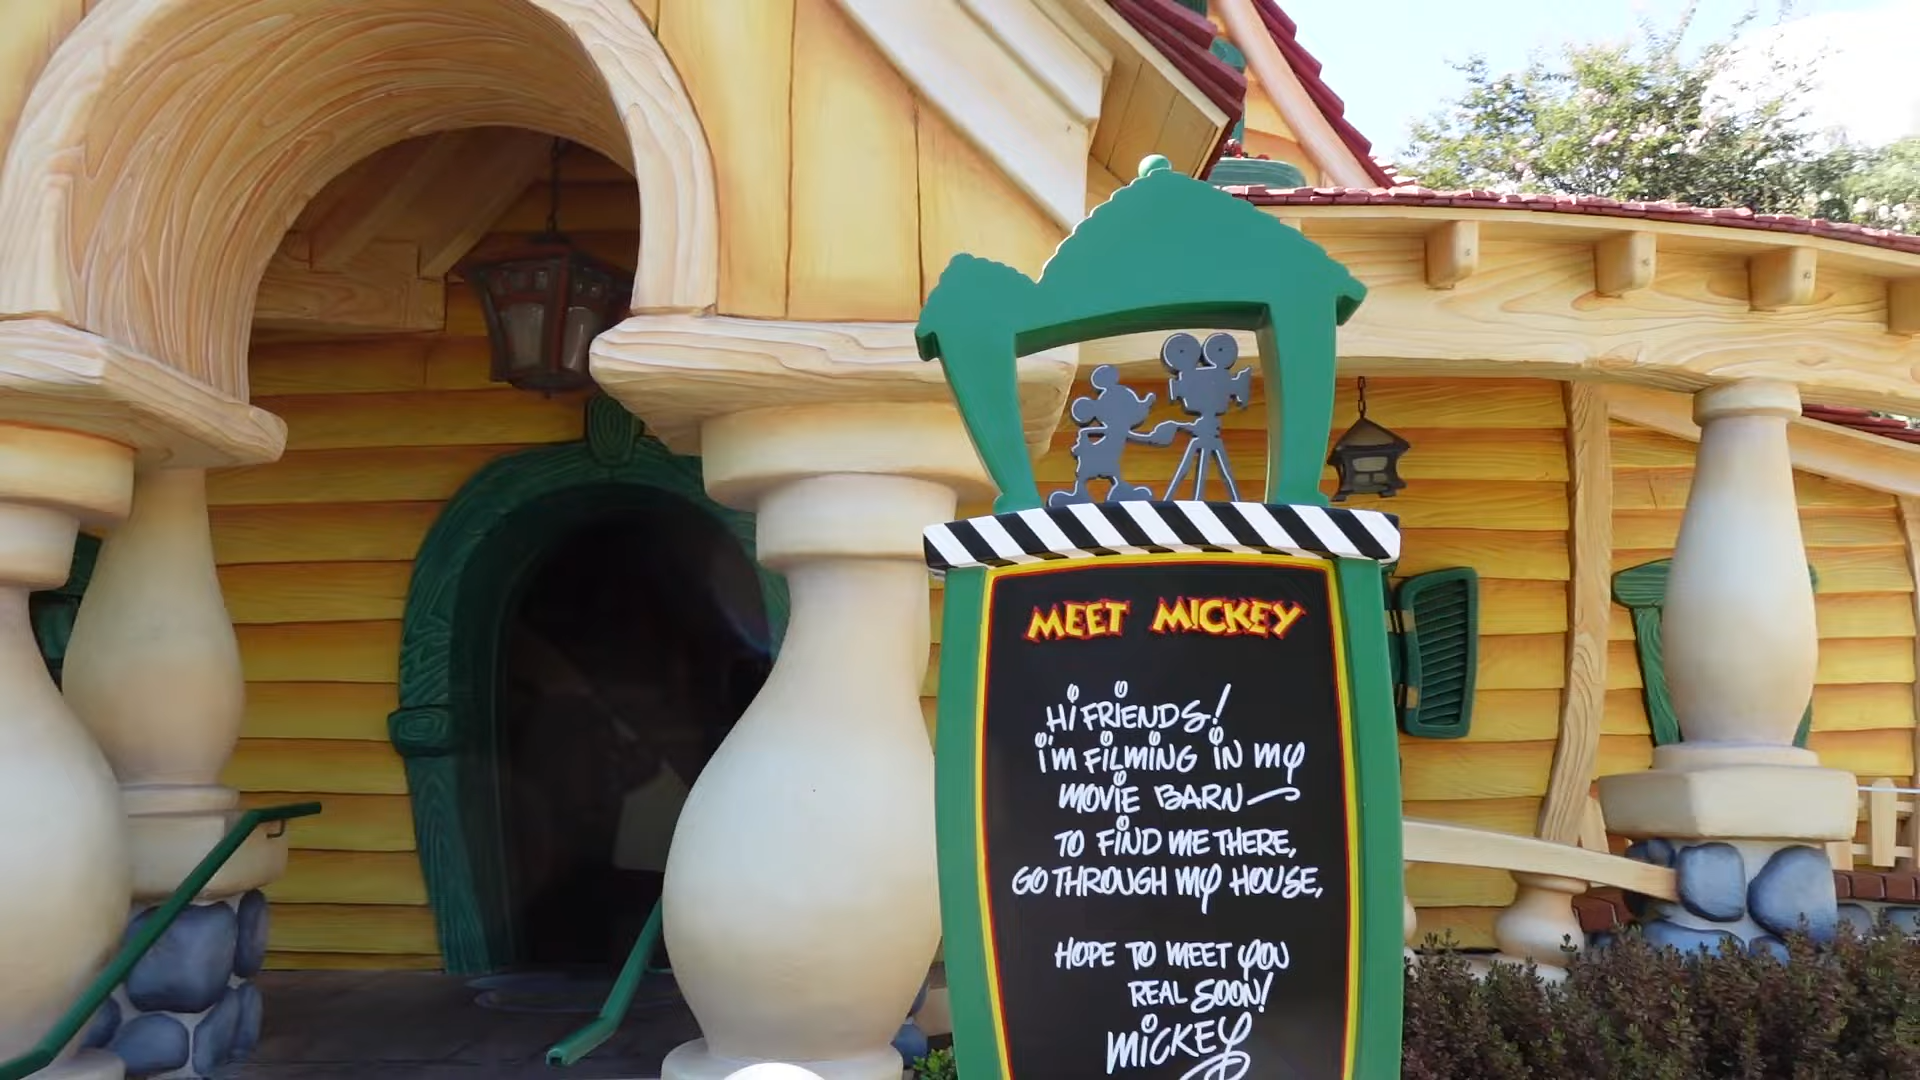 MEET MICKEY
Hi FRiENDS!
i'm FiLMiNG iN my
MOViE BARN—
TO FiND ME THERE,
GO THROUGH my HOUSE,
HOPE TO MEET YOU
REAL SOON!
MiCKEY